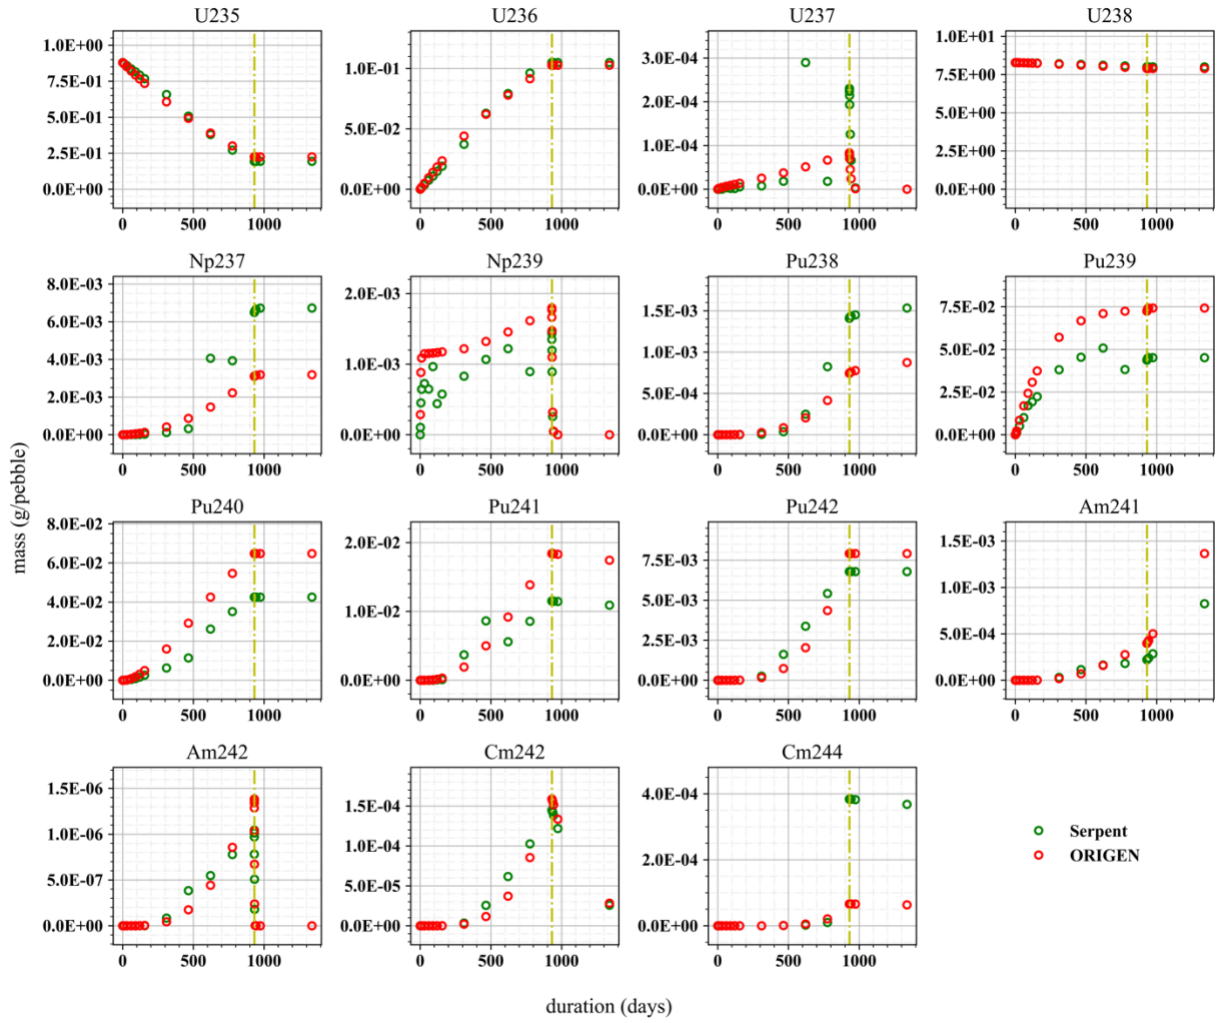 U235 U236 U237 U238
1.0E+00 7.5E-01 5.0E-01 2.5E-01 0.0E+00
0 500 1000
1.0E-01 5.0E-02 0.0E+00
0 500 1000
3.0E-04 2.0E-04 1.0E-04 0.0E+00
0 500 1000
1.0E+01 7.5E+00 5.0E+00 2.5E+00 0.0E+00
0 500 1000
Np237 Np239 Pu238 Pu239
8.0E-03 6.0E-03 4.0E-03 2.0E-03 0.0E+00
0 500 1000
2.0E-03 1.0E-03 0.0E+00
0 500 1000
1.5E-03 1.0E-03 5.0E-04 0.0E+00
0 500 1000
7.5E-02 5.0E-02 2.5E-02 0.0E+00
0 500 1000
mass (g/pebble)
Pu240 Pu241 Pu242 Am241
8.0E-02 6.0E-02 4.0E-02 2.0E-02 0.0E+00
0 500 1000
2.0E-02 1.0E-02 0.0E+00
0 500 1000
7.5E-03 5.0E-03 2.5E-03 0.0E+00
0 500 1000
1.5E-03 1.0E-03 5.0E-04 0.0E+00
0 500 1000
Am242 Cm242 Cm244
1.5E-06 1.0E-06 5.0E-07 0.0E+00
0 500 1000
1.5E-04 1.0E-04 5.0E-05 0.0E+00
0 500 1000
4.0E-04 2.0E-04 0.0E+00
0 500 1000
Serpent
ORIGEN
duration (days)